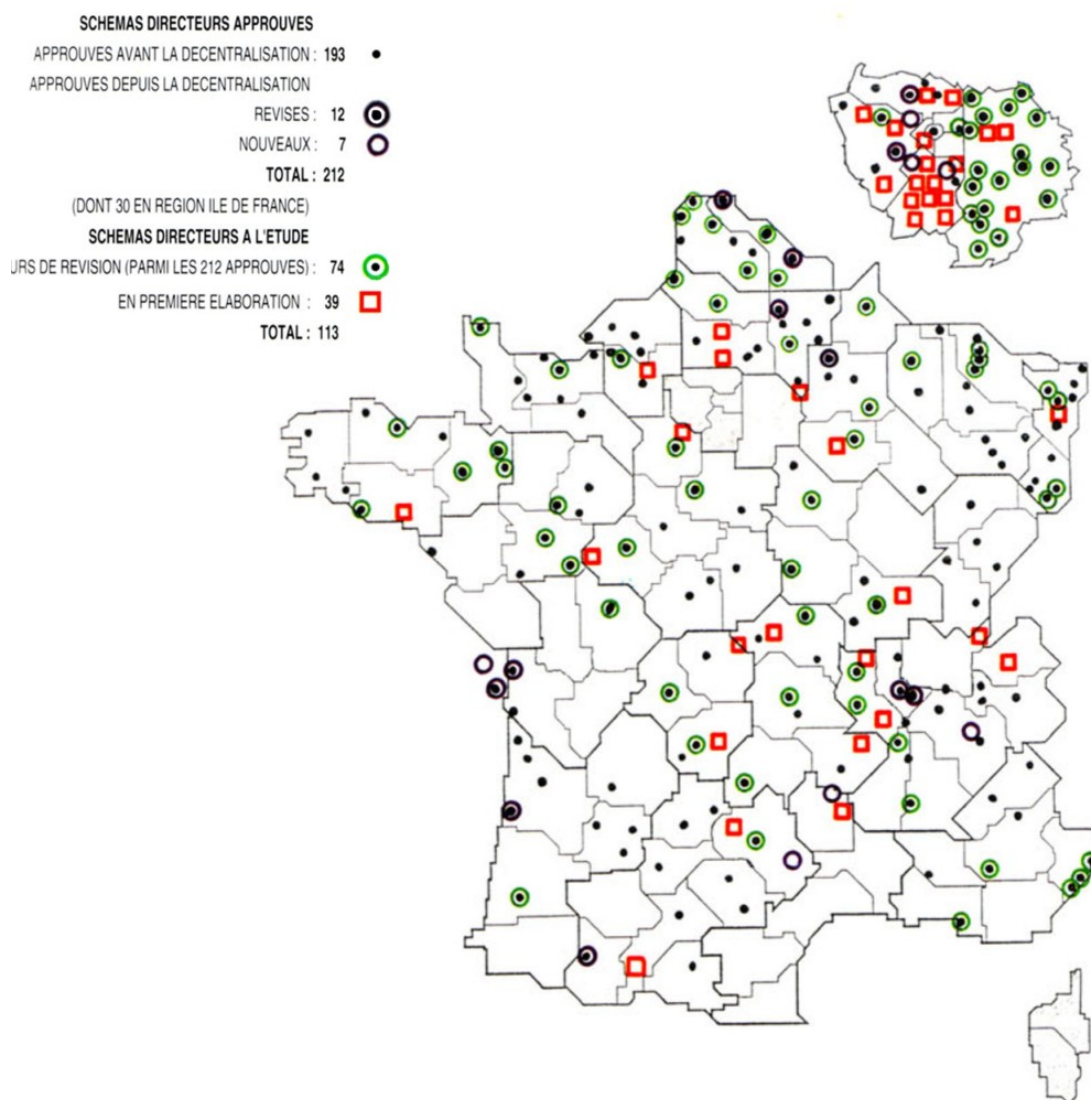 SCHEMAS DIRECTEURS APPROUVES
APPROUVES AVANT LA DECENTRALISATION : 193
APPROUVES DEPUIS LA DECENTRALISATION
REVISES : 12
NOUVEAUX : 7
TOTAL : 212
(DONT 30 EN REGION ILE DE FRANCE)
SCHEMAS DIRECTEURS A L'ETUDE
URS DE REVISION (PARMI LES 212 APPROUVES) : 74
EN PREMIERE ELABORATION : 39
TOTAL : 113